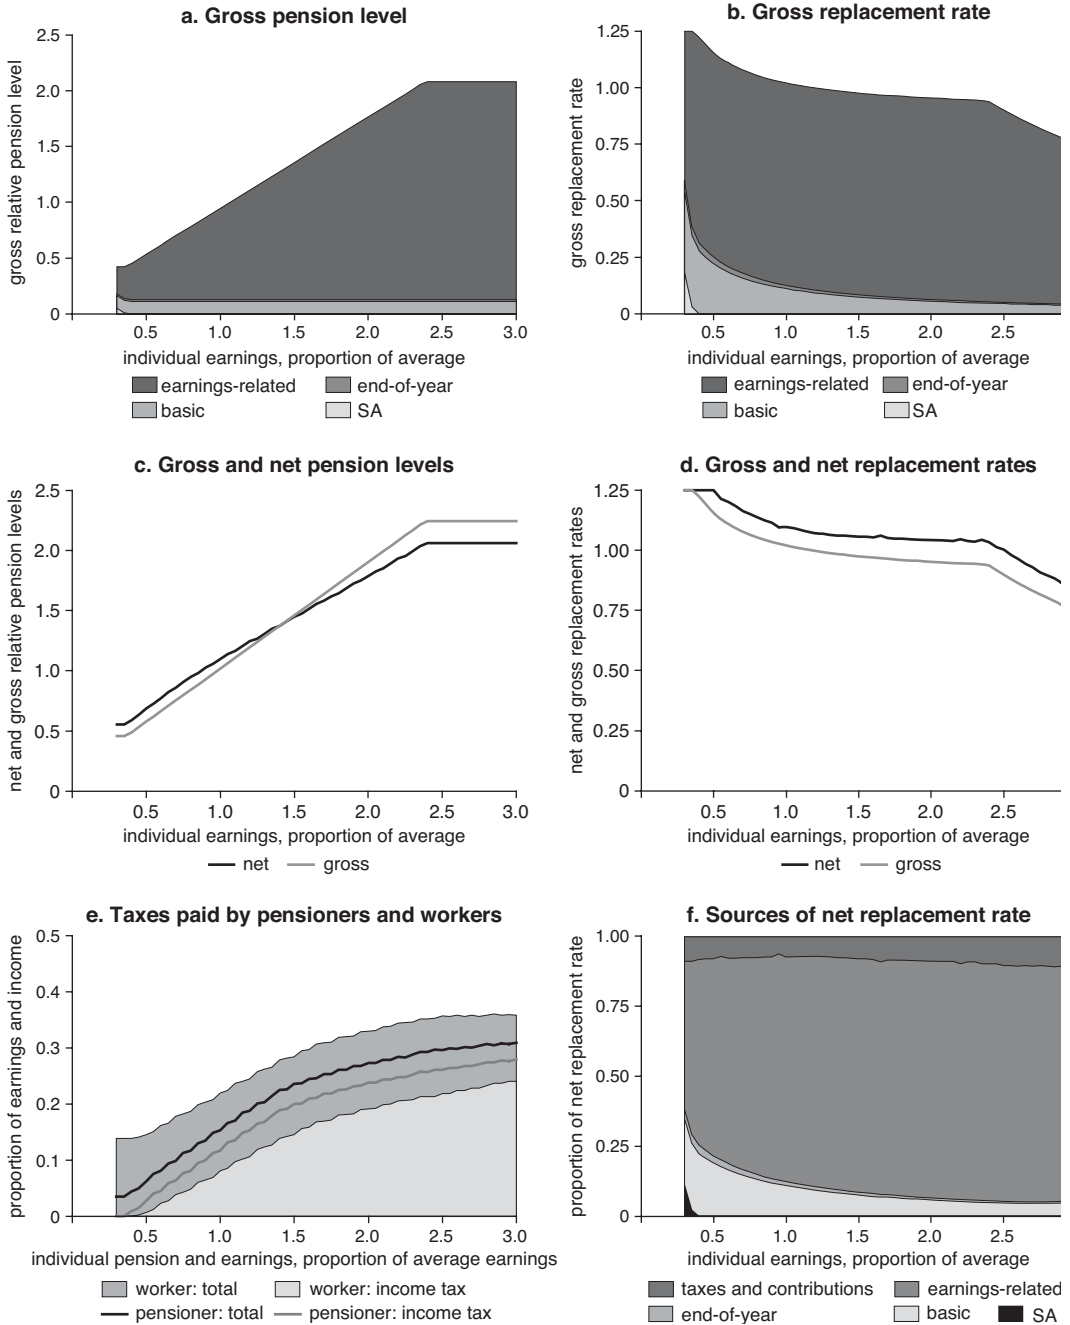 a. Gross pension level
gross relative pension level
2.5
2.0
1.5
1.0
0.5
0
0.5 1.0 1.5 2.0 2.5 3.0
individual earnings, proportion of average
earnings-related end-of-year
basic SA
b. Gross replacement rate
gross replacement rate
1.25
1.00
0.75
0.50
0.25
0
0.5 1.0 1.5 2.0 2.5
individual earnings, proportion of average
earnings-related end-of-year
basic SA
c. Gross and net pension levels
net and gross relative pension levels
2.5
2.0
1.5
1.0
0.5
0
0.5 1.0 1.5 2.0 2.5 3.0
individual earnings, proportion of average
net gross
d. Gross and net replacement rates
net and gross replacement rates
1.25
1.00
0.75
0.50
0.25
0
0.5 1.0 1.5 2.0 2.5
individual earnings, proportion of average
net gross
e. Taxes paid by pensioners and workers
proportion of earnings and income
0.5
0.4
0.3
0.2
0.1
0
0.5 1.0 1.5 2.0 2.5 3.0
individual pension and earnings, proportion of average earnings
worker: total worker: income tax
pensioner: total pensioner: income tax
f. Sources of net replacement rate
proportion of net replacement rate
1.00
0.75
0.50
0.25
0
0.5 1.0 1.5 2.0 2.5
individual earnings, proportion of average
taxes and contributions earnings-related
end-of-year basic SA